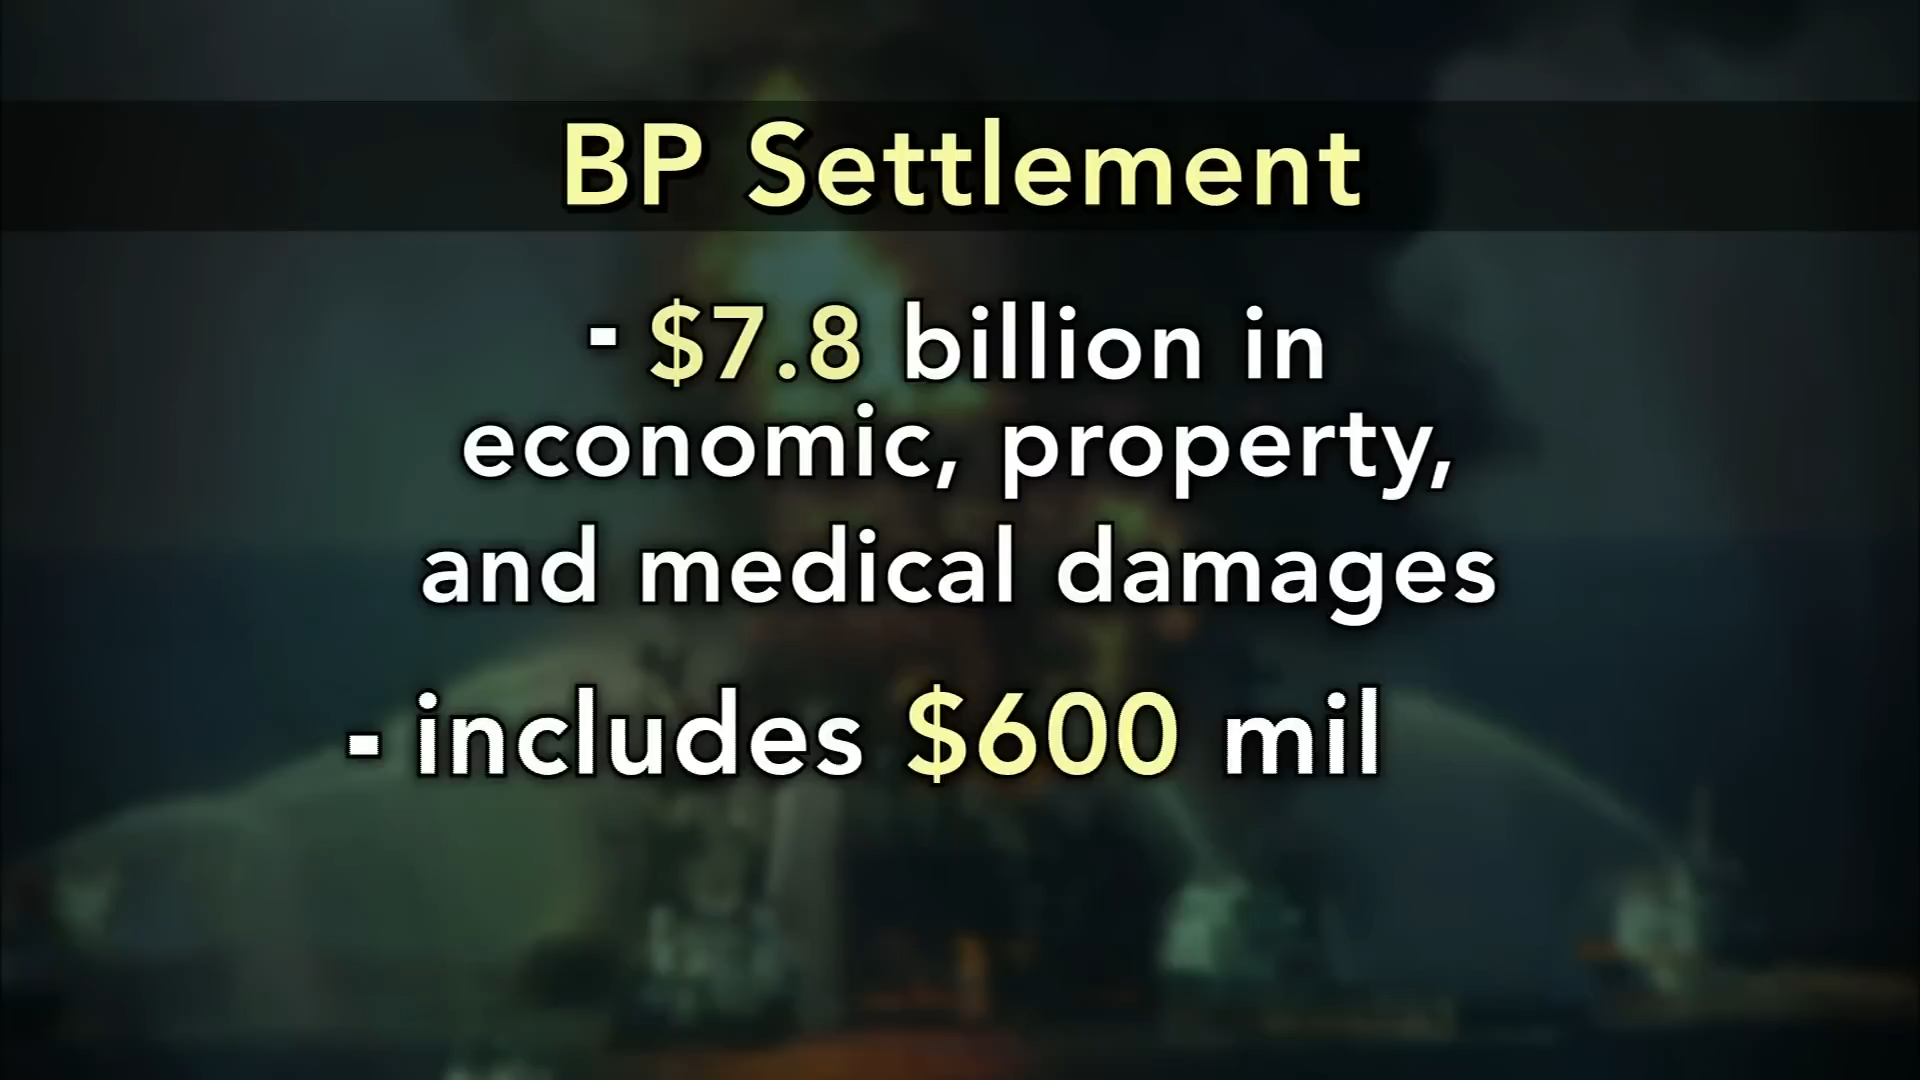 BP Settlement
- $7.8 billion in
economic, property,
and medical damages
- includes $600 mil